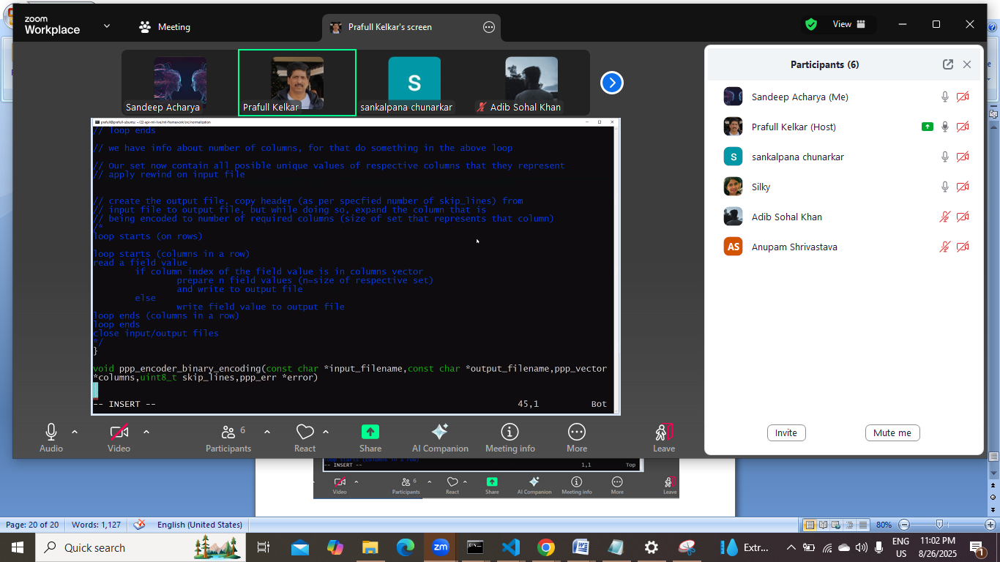 zoom
Workplace
Meeting
Prafull Kelkar's screen
View
Sandeep Acharya
Prafull Kelkar
S
sankalpana chunarkar
Adib Sohal Khan
prafull@prafull-ubuntu: ~/22-apr-ml-live/ml-framework/src/normalization
// loop ends
// we have info about number of columns, for that do something in the above loop
// Our set now contain all posible unique values of respective columns that they represent
// apply rewind on input file
// create the output file, copy header (as per specfied number of skip_lines) from
// input file to output file, but while doing so, expand the column that is
// being encoded to number of required columns (size of set that represents that column)
/*
loop starts (on rows)
loop starts (columns in a row)
read a field value
if column index of the field value is in columns vector
prepare n field values (n=size of respective set)
and write to output file
else
write field value to output file
loop ends (columns in a row)
loop ends
close input/output files
*/
}
void ppp_encoder_binary_encoding(const char *input_filename,const char *output_filename,ppp_vector
*columns,uint8_t skip_lines,ppp_err *error)
-- INSERT --
45,1
Bot
Participants (6)
Sandeep Acharya (Me)
Prafull Kelkar (Host)
S
sankalpana chunarkar
Silky
Adib Sohal Khan
AS
Anupam Shrivastava
Invite
Mute me
Audio
Video
6
Participants
React
Share
AI Companion
Meeting info
More
Leave
-- INSERT --
1,1
Top
Video
6
Participants
React
Share
AI Companion
Meeting info
More
Leave
Page: 20 of 20
Words: 1,127
English (United States)
80%
Quick search
zm
Extr...
ENG
US
11:02 PM
8/26/2025
1